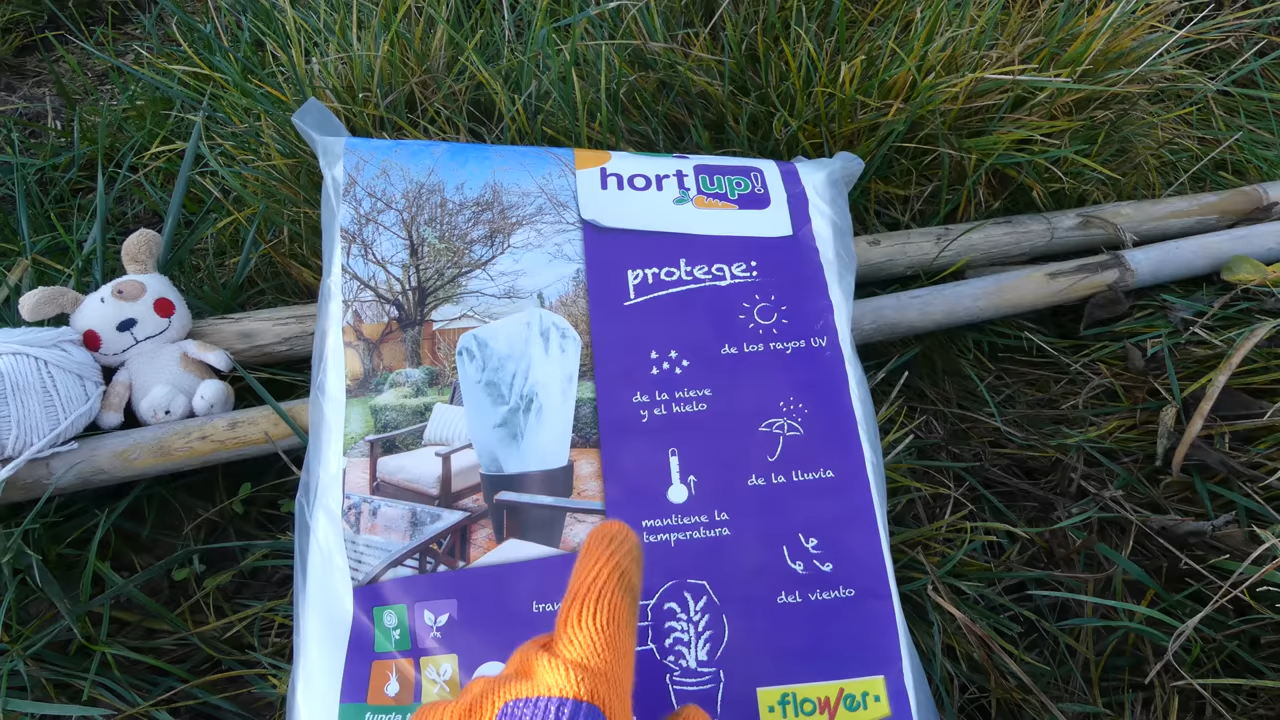 hort up!
protege:
de los rayos UV
de la nieve
y el hielo
de la lluvia
mantiene la
temperatura
del viento
flower
funda